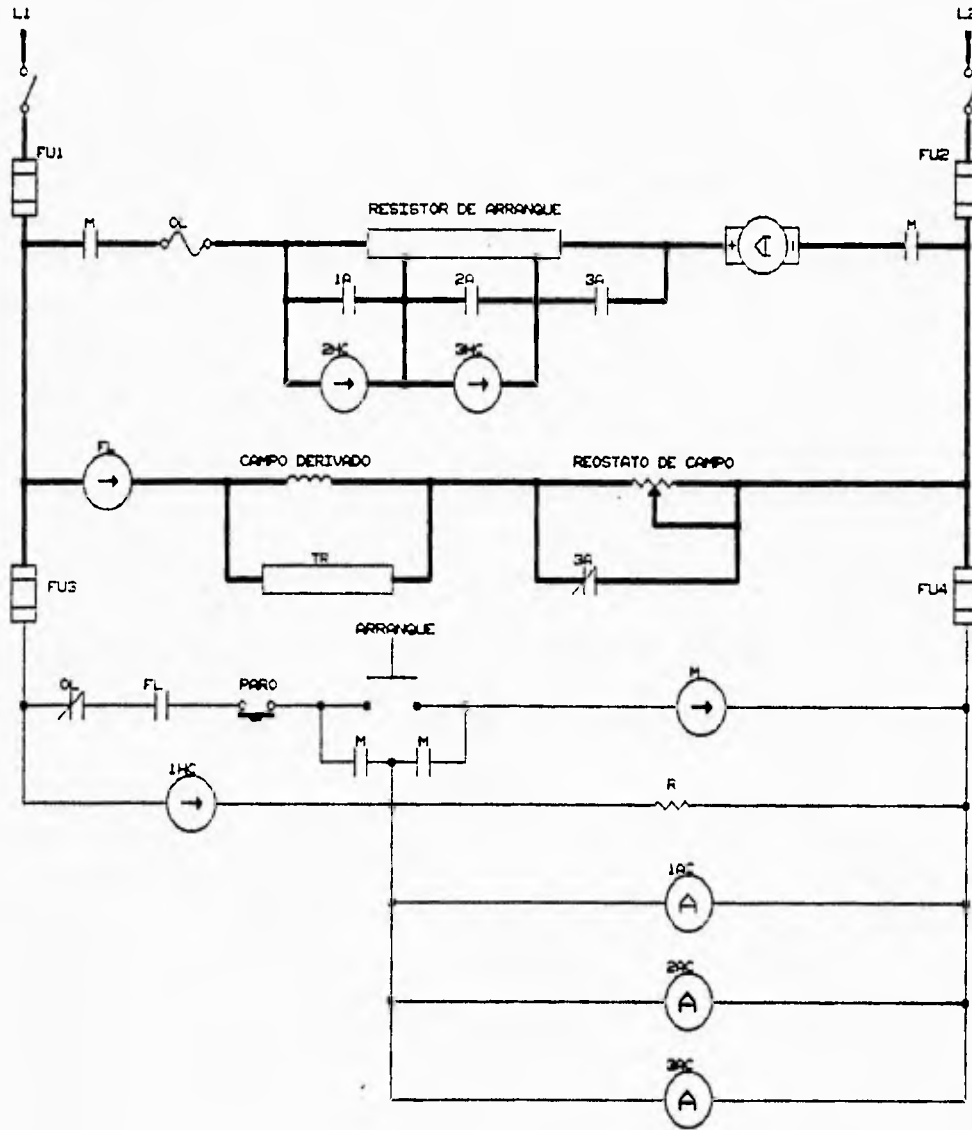 L1
L2
FU1
FU2
M
OL
RESISTOR DE ARRANQUE
+
A
-
M
1A
2A
3A
2HC
3HC
FL
CAMPO DERIVADO
REOSTATO DE CAMPO
TR
3A
FU3
FU4
ARRANQUE
OL
FL
PARO
M
M
M
1HC
R
1AC
A
2AC
A
3AC
A